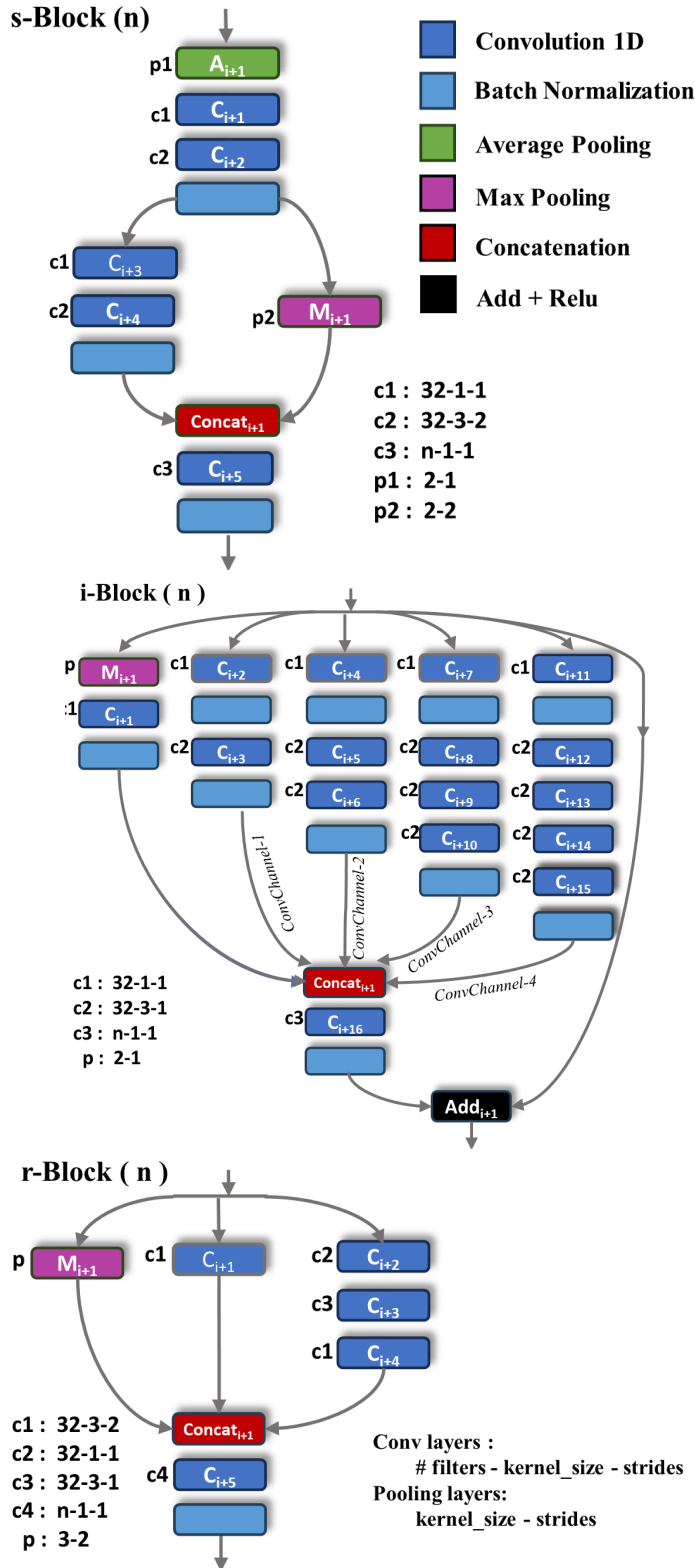 s-Block (n)
p1 Ai+1
c1 Ci+1
c2 Ci+2
c1 Ci+3
c2 Ci+4
p2 Mi+1
Concati+1
c3 Ci+5
Convolution 1D
Batch Normalization
Average Pooling
Max Pooling
Concatenation
Add + Relu
c1 : 32-1-1
c2 : 32-3-2
c3 : n-1-1
p1 : 2-1
p2 : 2-2
i-Block ( n )
p Mi+1
c1 Ci+1
c1 Ci+2
c2 Ci+3
ConvChannel-1
c1 Ci+4
c2 Ci+5
c2 Ci+6
ConvChannel-2
c1 Ci+7
c2 Ci+8
c2 Ci+9
c2 Ci+10
ConvChannel-3
c1 Ci+11
c2 Ci+12
c2 Ci+13
c2 Ci+14
c2 Ci+15
ConvChannel-4
Concati+1
c3 Ci+16
Addi+1
c1 : 32-1-1
c2 : 32-3-1
c3 : n-1-1
p : 2-1
r-Block ( n )
p Mi+1
c1 Ci+1
c2 Ci+2
c3 Ci+3
c1 Ci+4
Concati+1
c4 Ci+5
c1 : 32-3-2
c2 : 32-1-1
c3 : 32-3-1
c4 : n-1-1
p : 3-2
Conv layers :
# filters - kernel_size - strides
Pooling layers:
kernel_size - strides